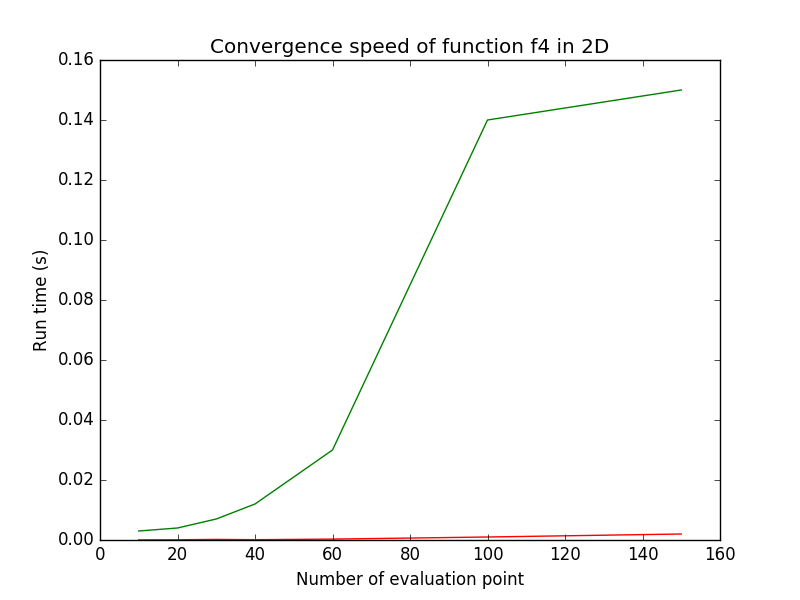 Convergence speed of function f4 in 2D
0.16
0.14
0.12
0.10
0.08
0.06
0.04
0.02
0.00
Run time (s)
0 20 40 60 80 100 120 140 160
Number of evaluation point